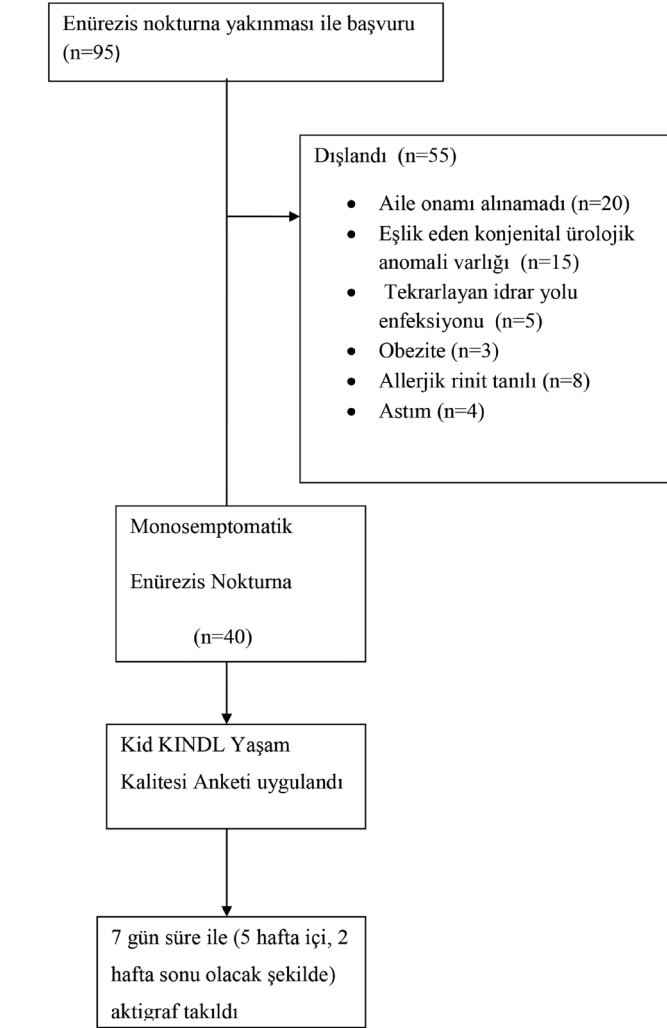 Enürezis nokturna yakınması ile başvuru
(n=95)
Dışlandı (n=55)
• Aile onamı alınamadı (n=20)
• Eşlik eden konjenital ürolojik
anomali varlığı (n=15)
• Tekrarlayan idrar yolu
enfeksiyonu (n=5)
• Obezite (n=3)
• Allerjik rinit tanılı (n=8)
• Astım (n=4)
Monosemptomatik
Enürezis Nokturna
(n=40)
Kid KINDL Yaşam
Kalitesi Anketi uygulandı
7 gün süre ile (5 hafta içi, 2
hafta sonu olacak şekilde)
aktigraf takıldı